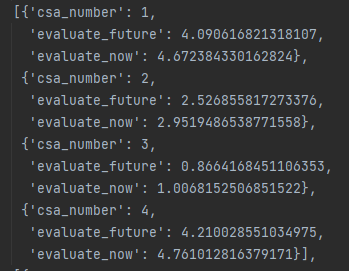 [{'csa_number': 1,
'evaluate_future': 4.090616821318107,
'evaluate_now': 4.672384330162824},
{'csa_number': 2,
'evaluate_future': 2.526855817273376,
'evaluate_now': 2.9519486538771558},
{'csa_number': 3,
'evaluate_future': 0.8664168451106353,
'evaluate_now': 1.0068152506851522},
{'csa_number': 4,
'evaluate_future': 4.210028551034975,
'evaluate_now': 4.761012816379171}],